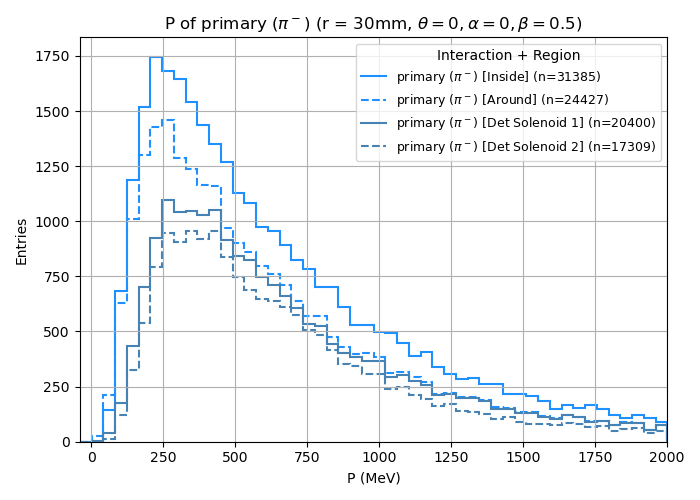 P of primary (π⁻) (r = 30mm, θ = 0, α = 0, β = 0.5)
Interaction + Region
primary (π⁻) [Inside] (n=31385)
primary (π⁻) [Around] (n=24427)
primary (π⁻) [Det Solenoid 1] (n=20400)
primary (π⁻) [Det Solenoid 2] (n=17309)
Entries
1750
1500
1250
1000
750
500
250
0
0 250 500 750 1000 1250 1500 1750 2000
P (MeV)